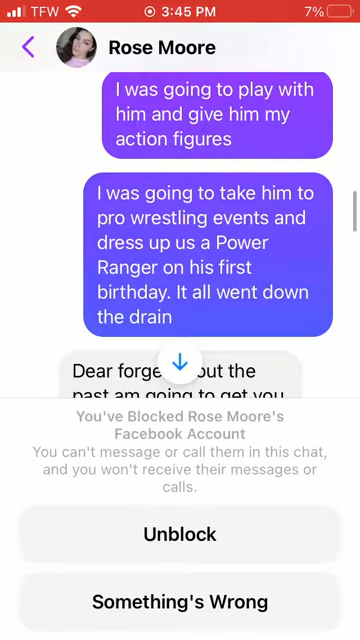 TFW 3:45 PM 7%
Rose Moore
I was going to play with
him and give him my
action figures
I was going to take him to
pro wrestling events and
dress up us a Power
Ranger on his first
birthday. It all went down
the drain
Dear forge out the
past am going to get you
You've Blocked Rose Moore's
Facebook Account
You can't message or call them in this chat,
and you won't receive their messages or
calls.
Unblock
Something's Wrong